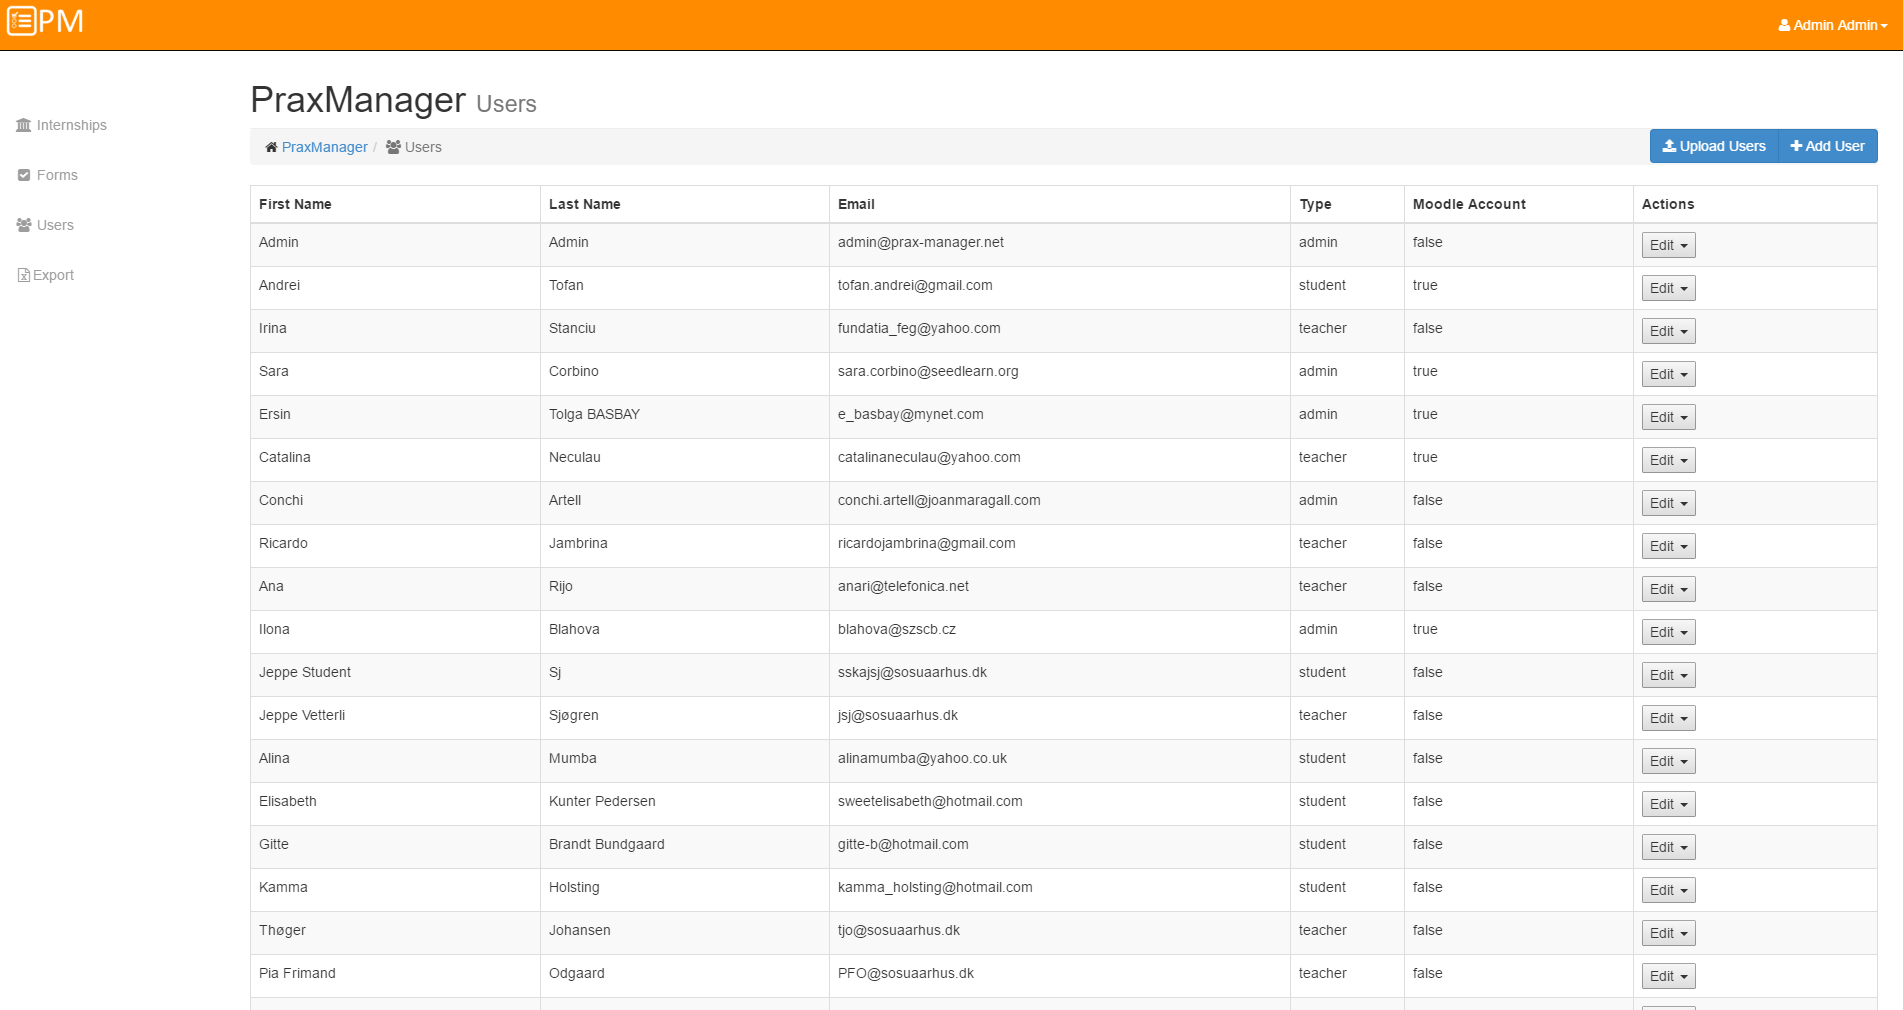 PM
Admin Admin
PraxManager Users
PraxManager / Users
Upload Users
Add User
Internships
Forms
Users
Export
First Name Last Name Email Type Moodle Account Actions
Admin Admin admin@prax-manager.net admin false Edit
Andrei Tofan tofan.andrei@gmail.com student true Edit
Irina Stanciu fundatia_feg@yahoo.com teacher false Edit
Sara Corbino sara.corbino@seedlearn.org admin true Edit
Ersin Tolga BASBAY e_basbay@mynet.com admin true Edit
Catalina Neculau catalinaneculau@yahoo.com teacher true Edit
Conchi Artell conchi.artell@joanmaragall.com admin false Edit
Ricardo Jambrina ricardojambrina@gmail.com teacher false Edit
Ana Rijo anari@telefonica.net teacher false Edit
Ilona Blahova blahova@szscb.cz admin true Edit
Jeppe Student Sj sskajsj@sosuaarhus.dk student false Edit
Jeppe Vetterli Sjøgren jsj@sosuaarhus.dk teacher false Edit
Alina Mumba alinamumba@yahoo.co.uk student false Edit
Elisabeth Kunter Pedersen sweetelisabeth@hotmail.com student false Edit
Gitte Brandt Bundgaard gitte-b@hotmail.com student false Edit
Kamma Holsting kamma_holsting@hotmail.com student false Edit
Thøger Johansen tjo@sosuaarhus.dk teacher false Edit
Pia Frimand Odgaard PFO@sosuaarhus.dk teacher false Edit